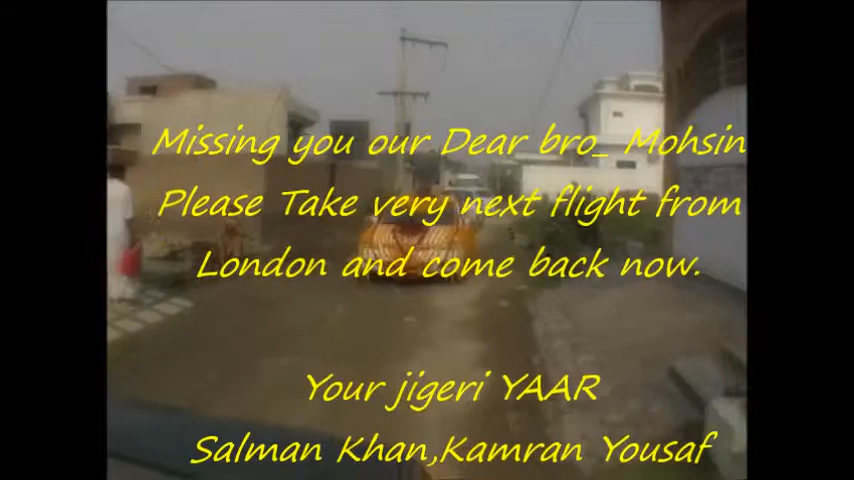 Missing you our Dear bro_ Mohsin
Please Take very next flight from
London and come back now.
Your jigeri YAAR
Salman Khan,Kamran Yousaf